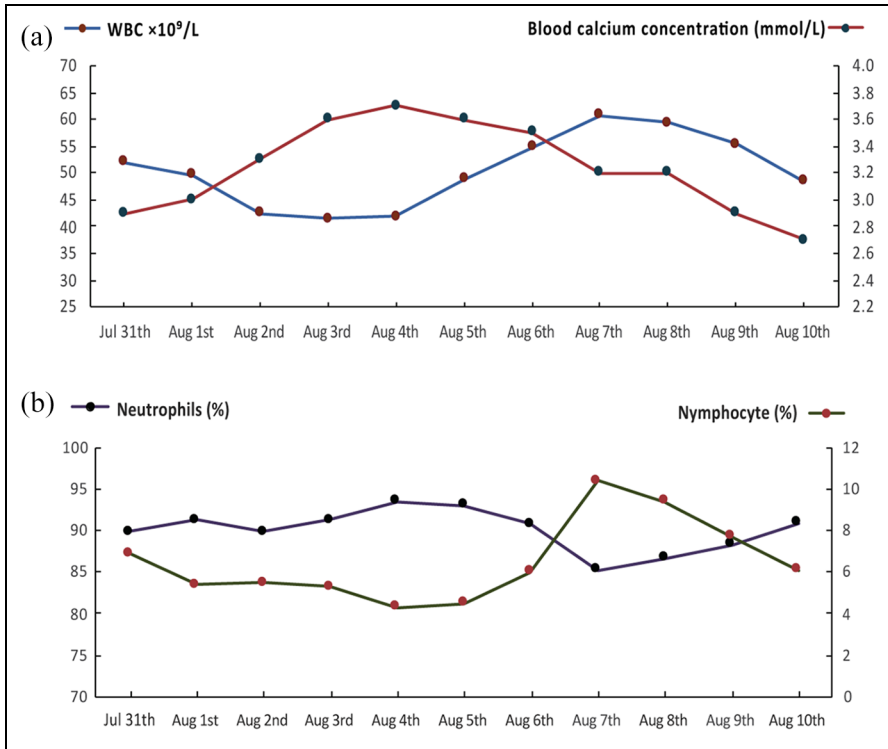 (a)
WBC ×10⁹/L
Blood calcium concentration (mmol/L)
70 4.0
65 3.8
60 3.6
55 3.4
50 3.2
45 3.0
40 2.8
35 2.6
30 2.4
25 2.2
Jul 31th Aug 1st Aug 2nd Aug 3rd Aug 4th Aug 5th Aug 6th Aug 7th Aug 8th Aug 9th Aug 10th
(b)
Neutrophils (%)
Nymphocyte (%)
100 12
95 10
90 8
85 6
80 4
75 2
70 0
Jul 31th Aug 1st Aug 2nd Aug 3rd Aug 4th Aug 5th Aug 6th Aug 7th Aug 8th Aug 9th Aug 10th